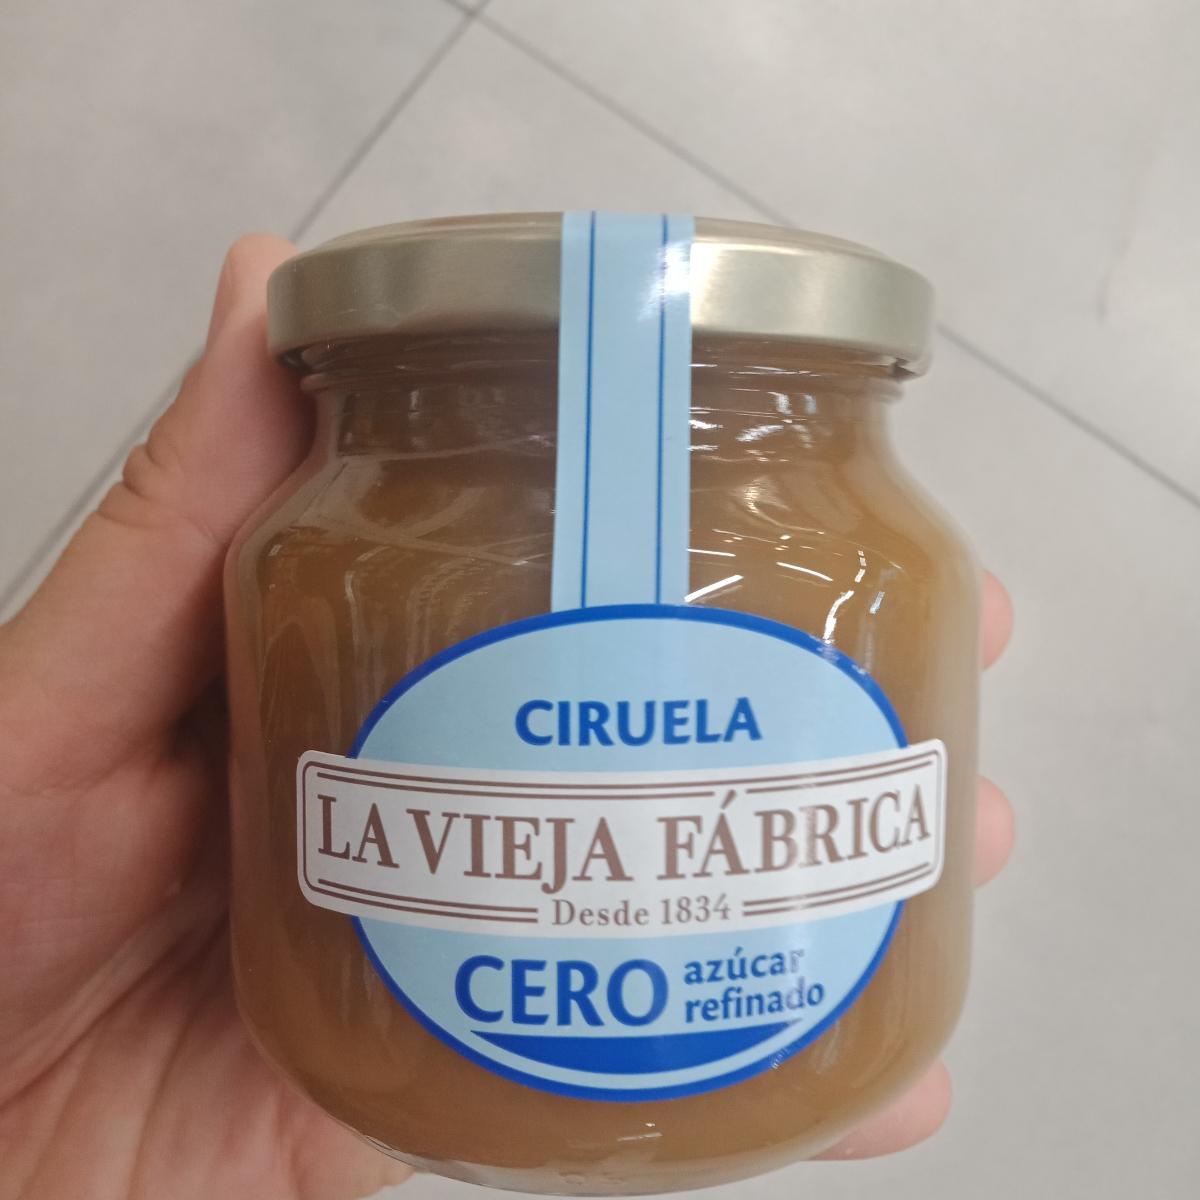 CIRUELA
LA VIEJA FÁBRICA
Desde 1834
CERO azúcar
refinado